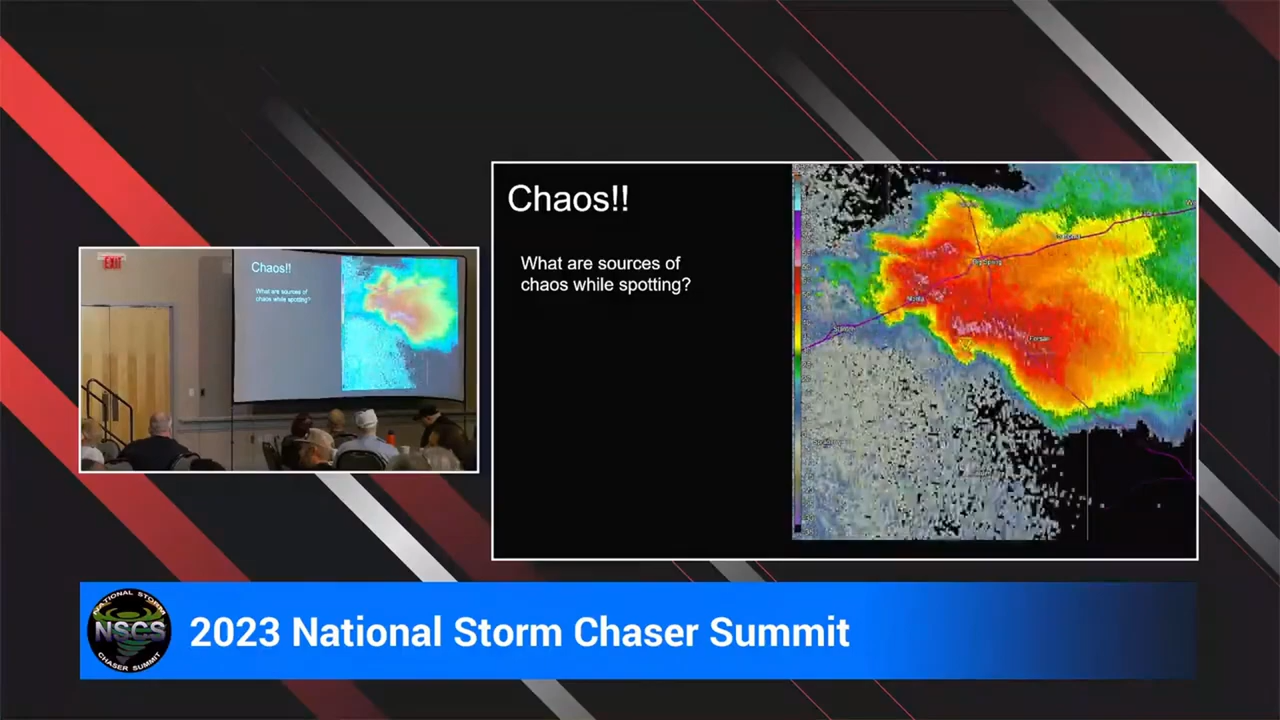 Chaos!!
What are sources of
chaos while spotting?
Forsan
EXIT
Chaos!!
What are sources of
chaos while spotting?
NATIONAL STORM
NSCS
CHASER SUMMIT
2023 National Storm Chaser Summit